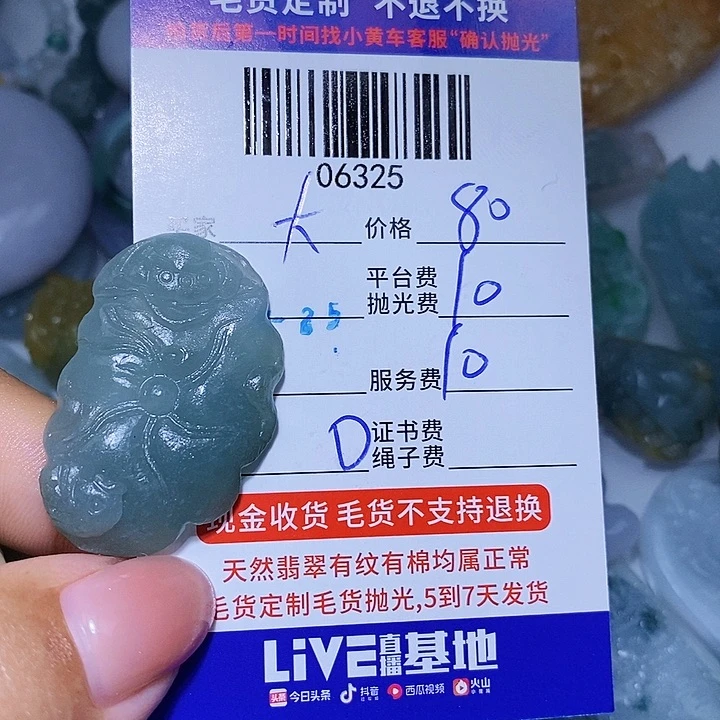 毛货定制 不退不换
后第一时间找小黄车客服“确认抛光”
06325
大 价格 80
平台费
抛光费 10
-25
服务费 10
D 证书费
绳子费
现金收货 毛货不支持退换
天然翡翠有纹有棉均属正常
毛货定制毛货抛光,5到7天发货
LiVE直播基地
头条 今日头条 抖音 西瓜视频 火山